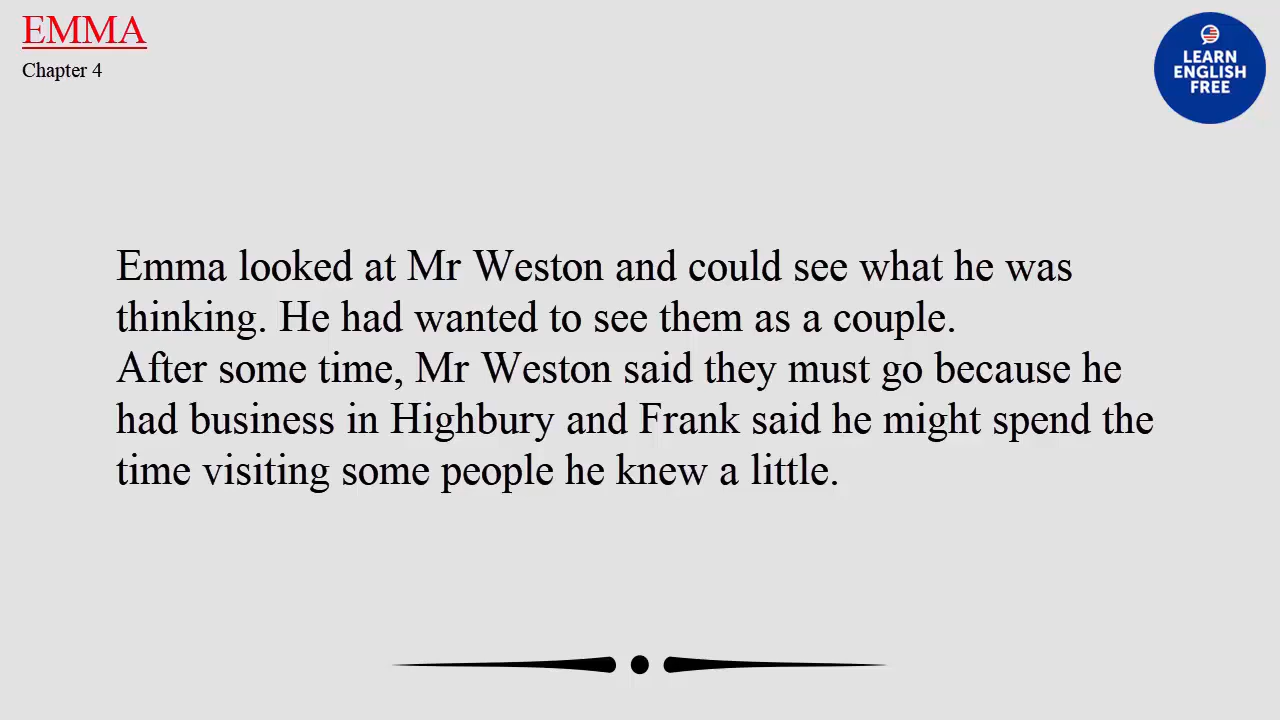 EMMA
Chapter 4
LEARN
ENGLISH
FREE
Emma looked at Mr Weston and could see what he was
thinking. He had wanted to see them as a couple.
After some time, Mr Weston said they must go because he
had business in Highbury and Frank said he might spend the
time visiting some people he knew a little.